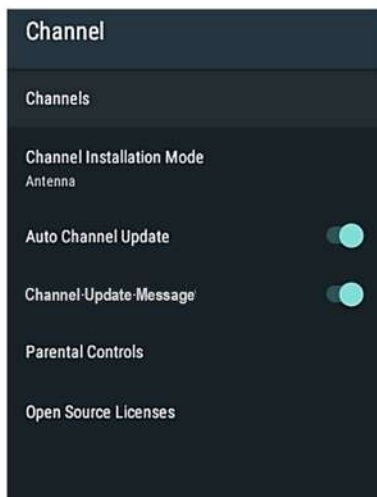 Channel
Channels
Channel Installation Mode
Antenna
Auto Channel Update
Channel·Update·Message'
Parental Controls
Open Source Licenses